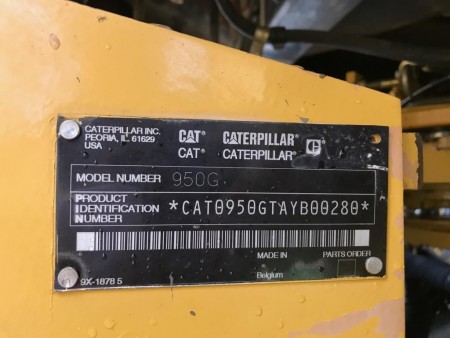 CATERPILLAR INC.
PEORIA, IL 61629
USA
CAT® CATERPILLAR®
CAT® CATERPILLAR®
MODEL NUMBER 950G
PRODUCT
IDENTIFICATION
NUMBER
*CAT0950GTAYB00280*
MADE IN
Belgium
PARTS ORDER
9X-1878 5